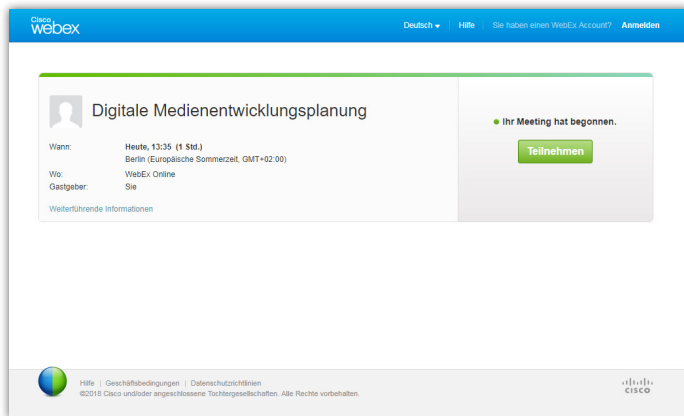 Cisco
webex
Deutsch Hilfe Sie haben einen WebEx Account? Anmelden
Digitale Medienentwicklungsplanung
Wann: Heute, 13:35 (1 Std.)
Berlin (Europäische Sommerzeit, GMT+02:00)
Wo: WebEx Online
Gastgeber: Sie
Weiterführende Informationen
Ihr Meeting hat begonnen.
Teilnehmen
Hilfe | Geschäftsbedingungen | Datenschutzrichtlinien
©2018 Cisco und/oder angeschlossene Tochtergesellschaften. Alle Rechte vorbehalten.
CISCO